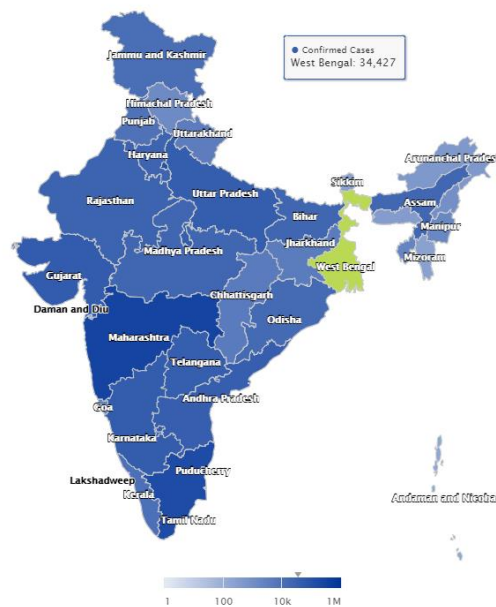 Jammu and Kashmir
● Confirmed Cases
West Bengal: 34,427
Himachal Pradesh
Punjab
Uttarakhand
Haryana
Arunanchal Prades
Sikkim
Rajasthan
Uttar Pradesh
Assam
Bihar
Manipur
Jharkhand
Madhya Pradesh
Mizoram
West Bengal
Gujarat
Chhattisgarh
Daman and Diu
Odisha
Maharashtra
Telangana
Andhra Pradesh
Goa
Karnataka
Puducherry
Lakshadweep
Kerala
Andaman and Nicoba
Tamil Nadu
1 100 10k 1M